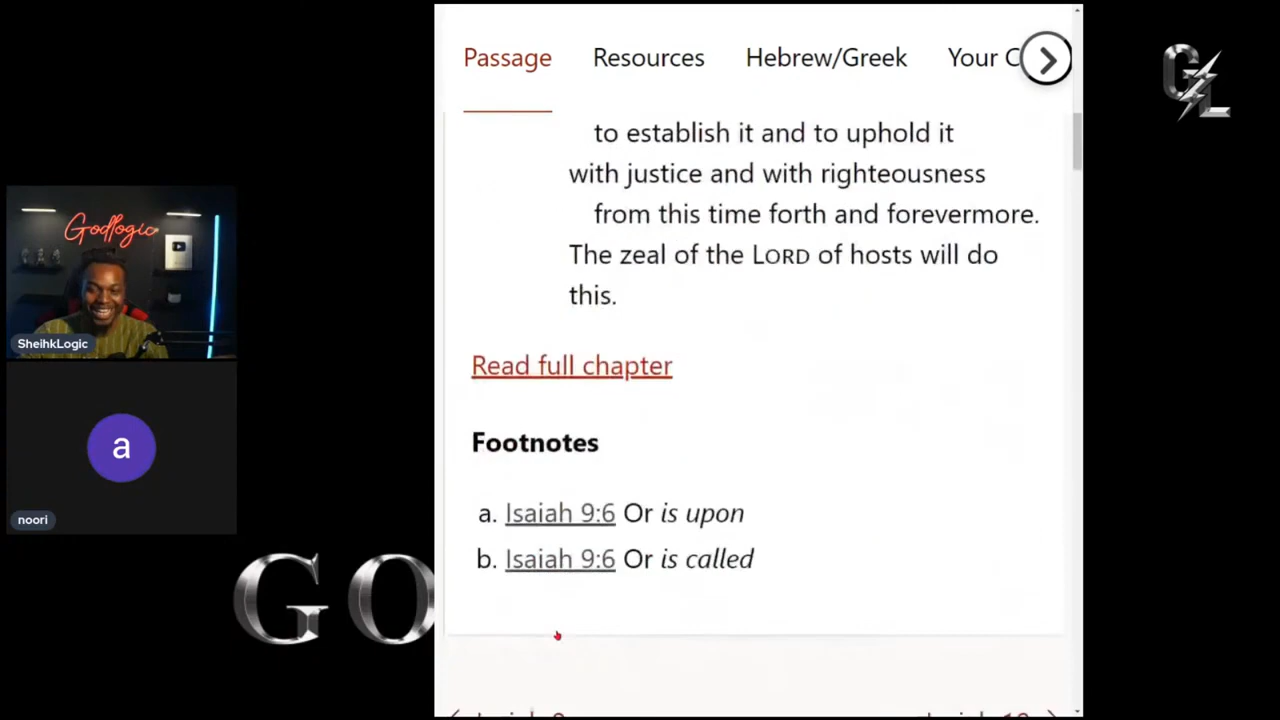 Passage Resources Hebrew/Greek Your C
to establish it and to uphold it
with justice and with righteousness
from this time forth and forevermore.
The zeal of the LORD of hosts will do
this.
Read full chapter
Footnotes
a. Isaiah 9:6 Or is upon
b. Isaiah 9:6 Or is called
GL
Godlogic
SheihkLogic
a
noori
GO